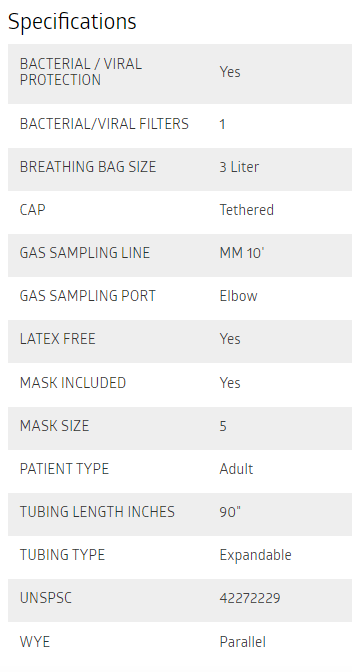 Specifications
BACTERIAL / VIRAL
PROTECTION
Yes
BACTERIAL/VIRAL FILTERS 1
BREATHING BAG SIZE 3 Liter
CAP Tethered
GAS SAMPLING LINE MM 10'
GAS SAMPLING PORT Elbow
LATEX FREE Yes
MASK INCLUDED Yes
MASK SIZE 5
PATIENT TYPE Adult
TUBING LENGTH INCHES 90"
TUBING TYPE Expandable
UNSPSC 42272229
WYE Parallel